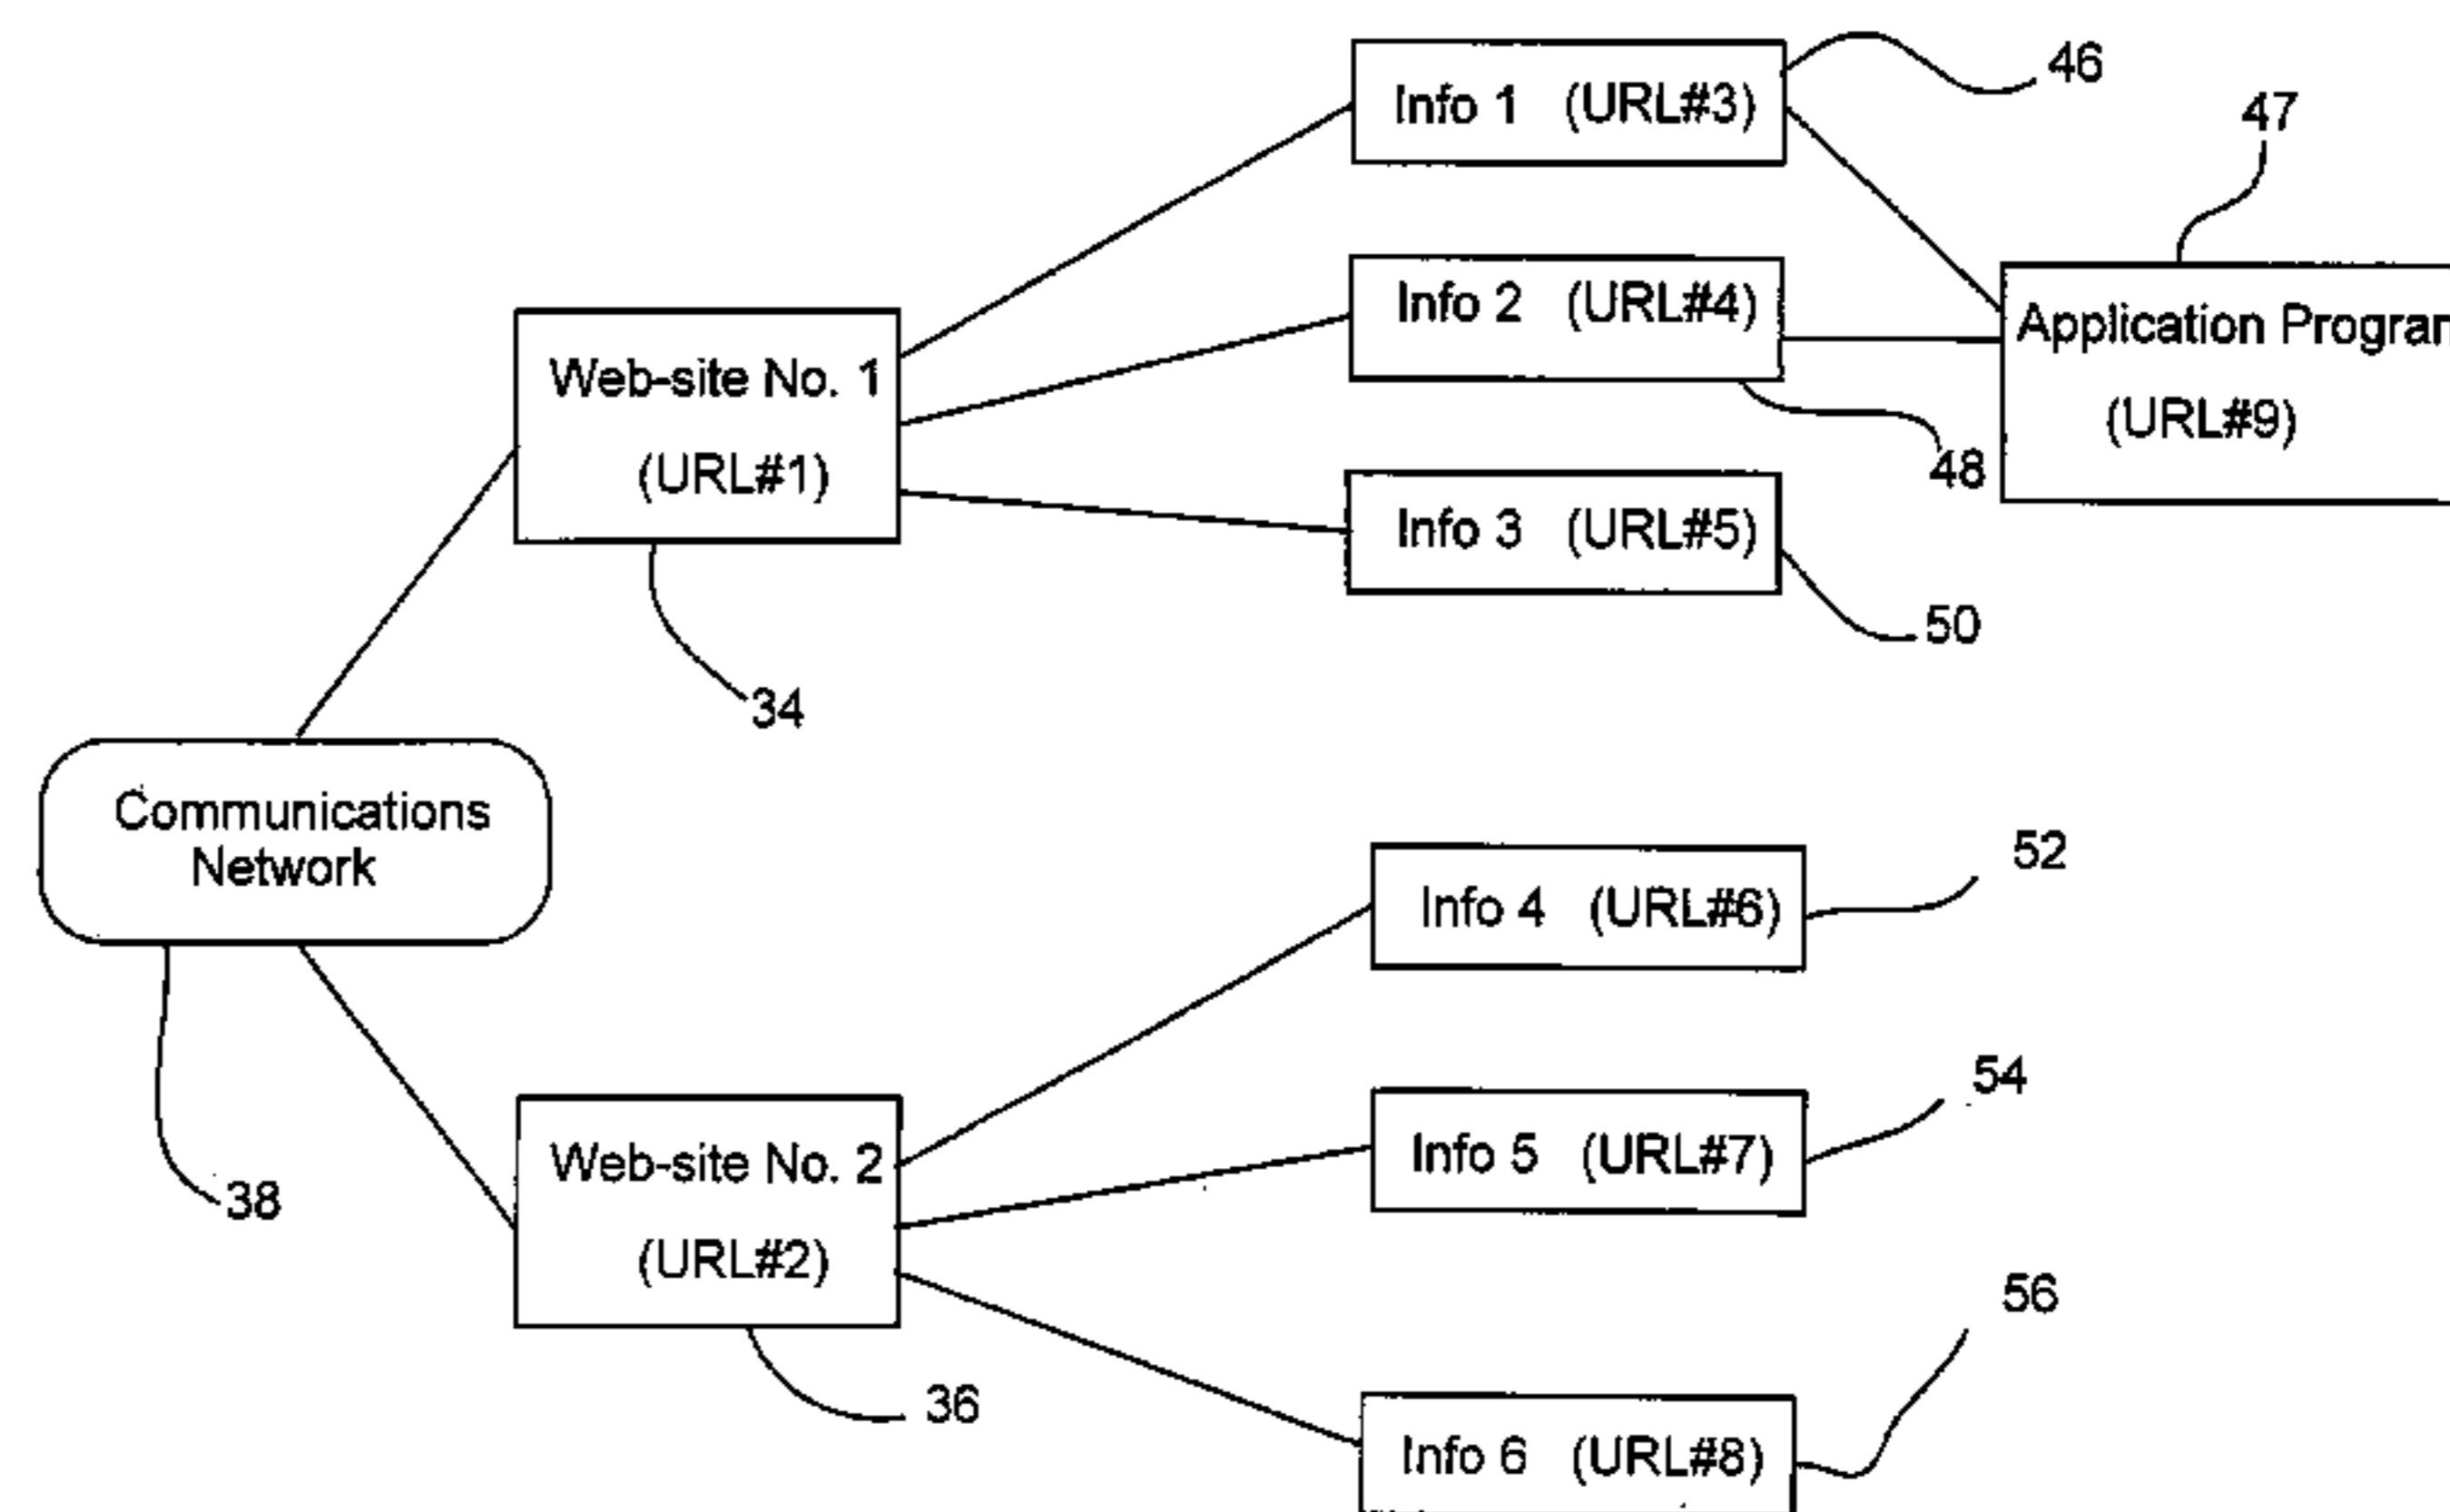 Info 1 (URL#3)
46
47
Info 2 (URL#4)
Application Program
(URL#9)
Web-site No. 1
(URL#1)
48
Info 3 (URL#5)
50
34
Communications
Network
52
Info 4 (URL#6)
54
Info 5 (URL#7)
Web-site No. 2
(URL#2)
38
56
36
Info 6 (URL#8)